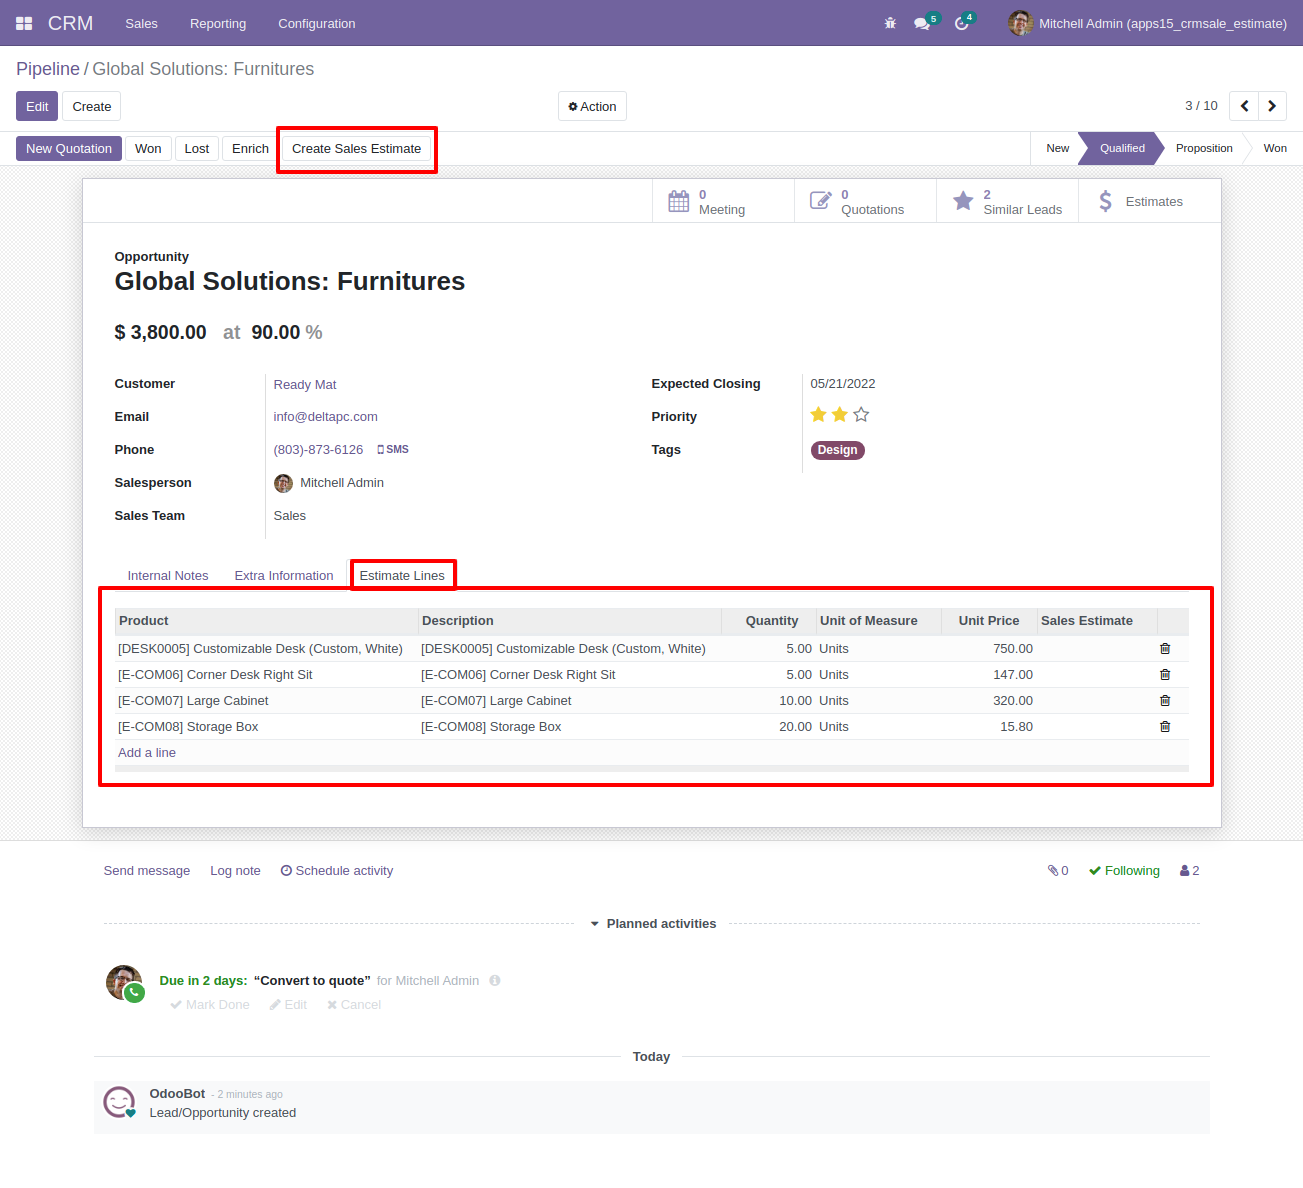 CRM Sales Reporting Configuration 5 4 Mitchell Admin (apps15_crmsale_estimate)
Pipeline / Global Solutions: Furnitures
Edit Create Action 3 / 10
New Quotation Won Lost Enrich Create Sales Estimate New Qualified Proposition Won
0 Meeting 0 Quotations 2 Similar Leads $ Estimates
Opportunity
Global Solutions: Furnitures
$ 3,800.00 at 90.00 %
Customer Ready Mat Expected Closing 05/21/2022
Email info@deltapc.com Priority
Phone (803)-873-6126 SMS Tags Design
Salesperson Mitchell Admin
Sales Team Sales
Internal Notes Extra Information Estimate Lines
Product Description Quantity Unit of Measure Unit Price Sales Estimate
[DESK0005] Customizable Desk (Custom, White) [DESK0005] Customizable Desk (Custom, White) 5.00 Units 750.00
[E-COM06] Corner Desk Right Sit [E-COM06] Corner Desk Right Sit 5.00 Units 147.00
[E-COM07] Large Cabinet [E-COM07] Large Cabinet 10.00 Units 320.00
[E-COM08] Storage Box [E-COM08] Storage Box 20.00 Units 15.80
Add a line
Send message Log note Schedule activity 0 Following 2
Planned activities
Due in 2 days: “Convert to quote” for Mitchell Admin
Mark Done Edit Cancel
Today
OdooBot - 2 minutes ago
Lead/Opportunity created